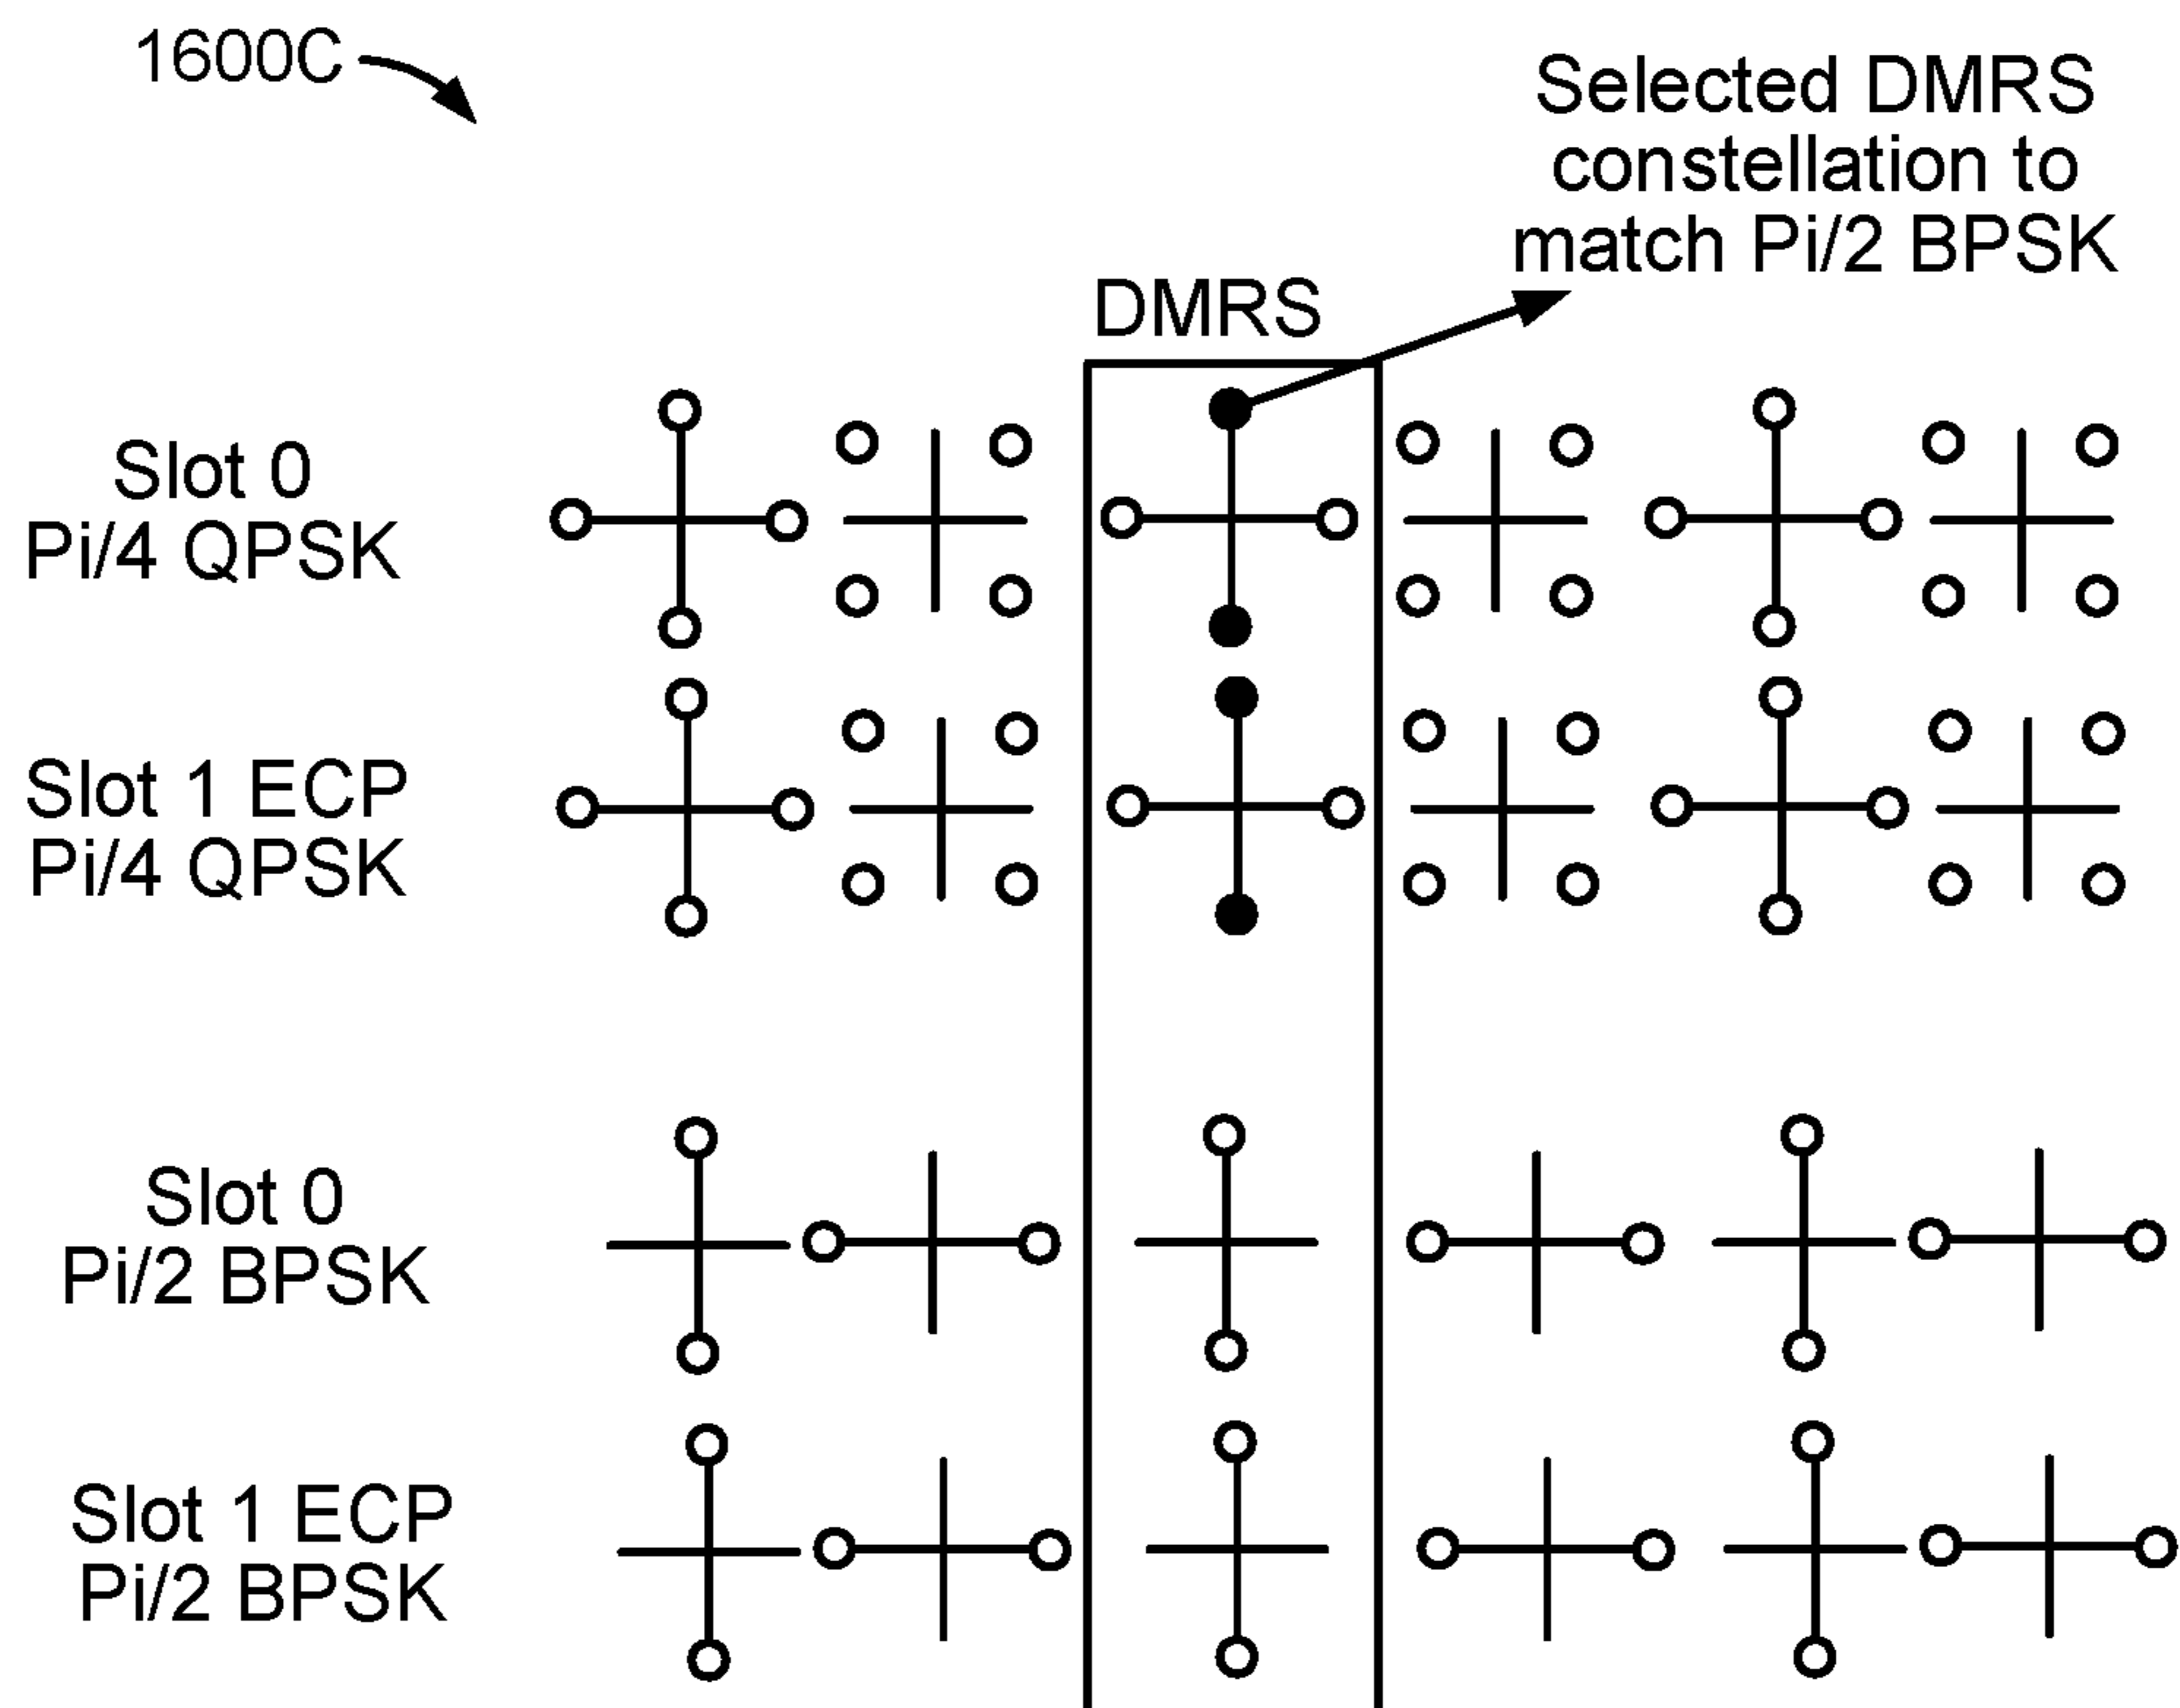 1600C
Selected DMRS
constellation to
match Pi/2 BPSK
DMRS
Slot 0
Pi/4 QPSK
Slot 1 ECP
Pi/4 QPSK
Slot 0
Pi/2 BPSK
Slot 1 ECP
Pi/2 BPSK